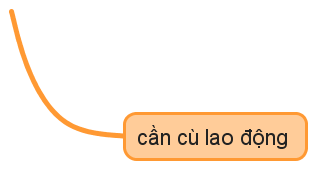 cần cù lao động